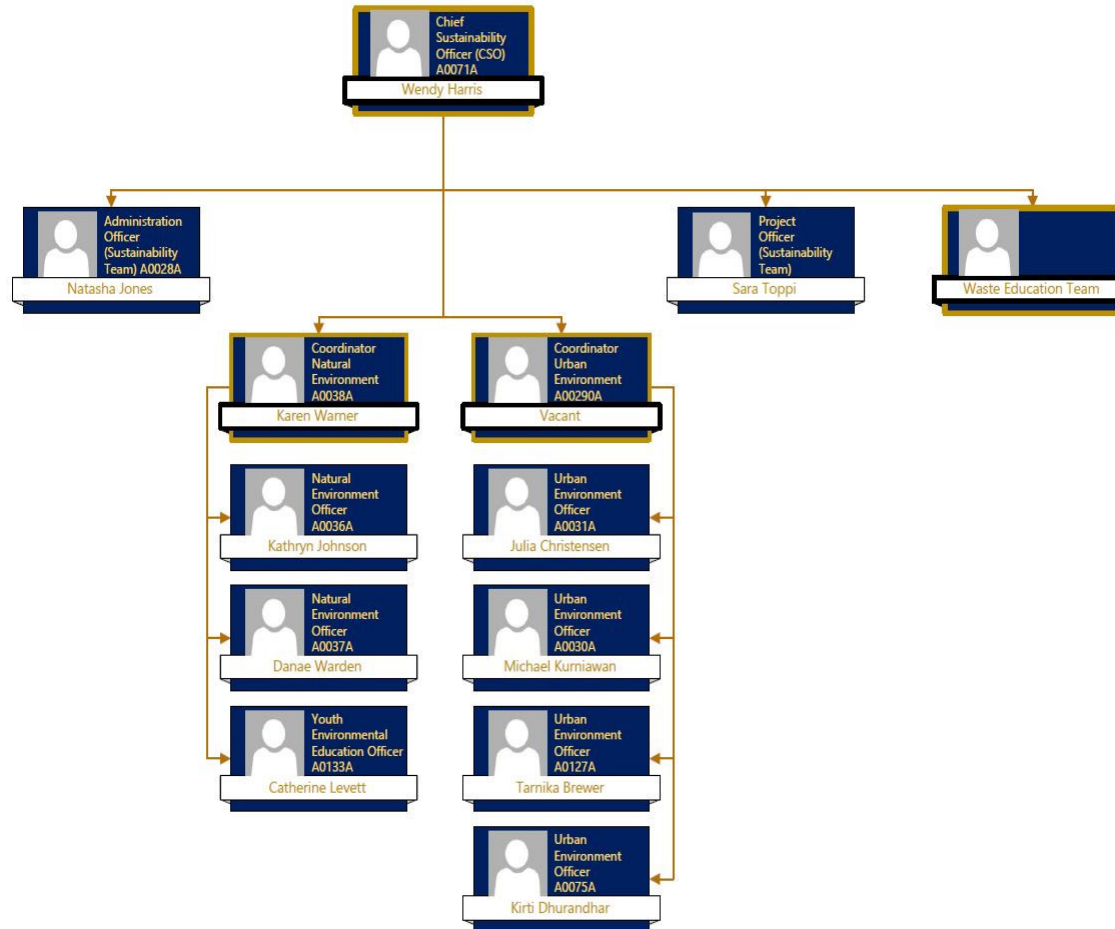 Chief
Sustainability
Officer (CSO)
A0071A
Wendy Harris
Administration
Officer
(Sustainability
Team) A0028A
Natasha Jones
Project
Officer
(Sustainability
Team)
Sara Toppi
Waste Education Team
Coordinator
Natural
Environment
A0038A
Karen Warner
Coordinator
Urban
Environment
A00290A
Vacant
Natural
Environment
Officer
A0036A
Kathryn Johnson
Urban
Environment
Officer
A0031A
Julia Christensen
Natural
Environment
Officer
A0037A
Danae Warden
Urban
Environment
Officer
A0030A
Michael Kurniawan
Youth
Environmental
Education Officer
A0133A
Catherine Levett
Urban
Environment
Officer
A0127A
Tarnika Brewer
Urban
Environment
Officer
A0075A
Kirti Dhurandhar